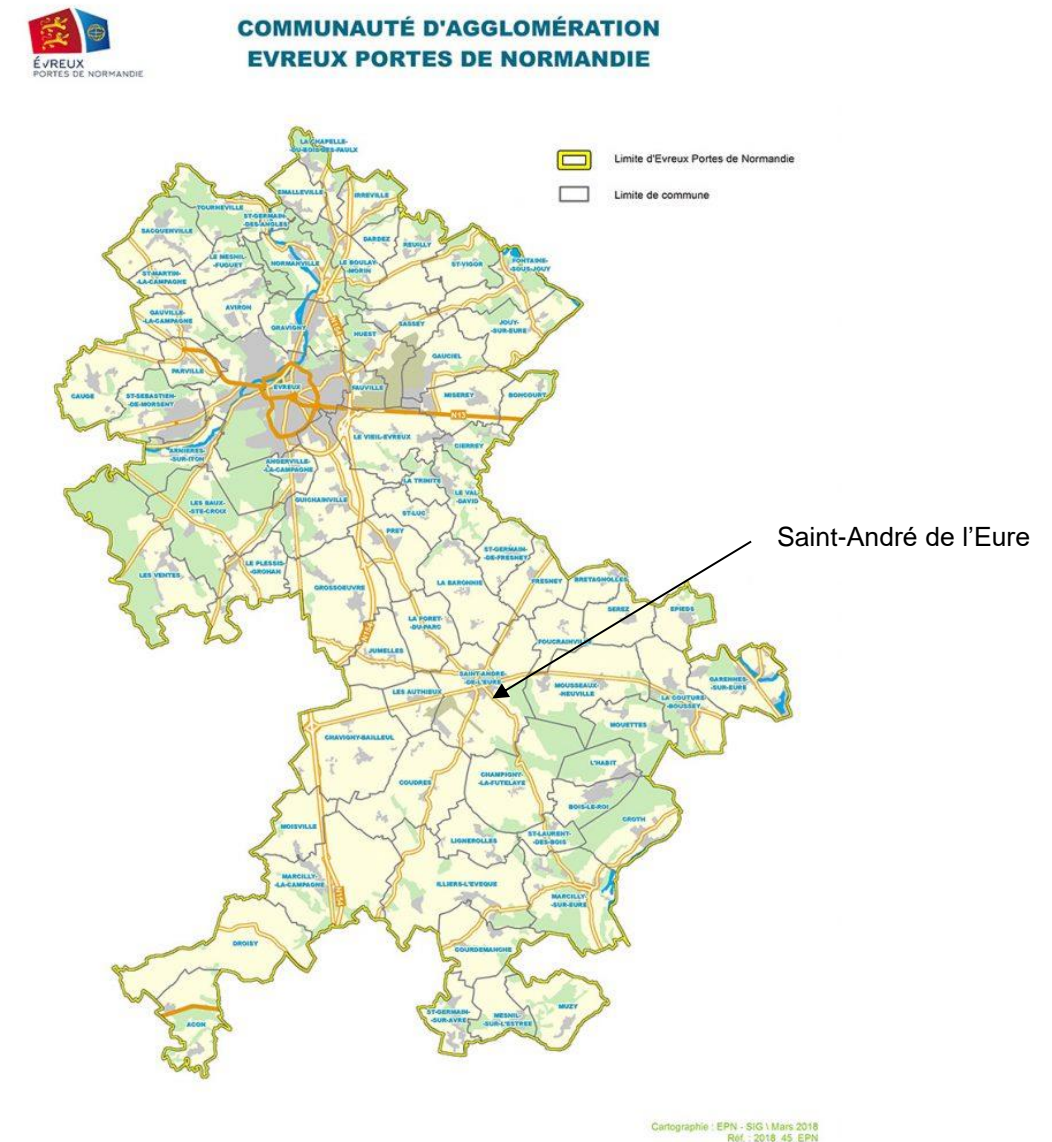 COMMUNAUTÉ D'AGGLOMÉRATION
EVREUX PORTES DE NORMANDIE
ÉVREUX
PORTES DE NORMANDIE
Limite d'Evreux Portes de Normandie
Limite de commune
LA CHAPELLE-
-DU-BOIS-DES-FAULX
EMALLEVILLE
IRREVILLE
TOURNEVILLE
ST-GERMAIN-
-DES-ANGLES
SACQUENVILLE
DARDEZ
REUILLY
LE MESNIL
-FUGUET
NORMANVILLE
LE BOULAY
-MORIN
ST-VIGOR
FONTAINE-
-SOUS-JOUY
ST-MARTIN-
-LA-CAMPAGNE
AVIRON
GAUVILLE-
-LA-CAMPAGNE
GRAVIGNY
HUEST
SASSEY
JOUY-
-SUR-EURE
GAUCIEL
PARVILLE
EVREUX
FAUVILLE
MISEREY
BONCOURT
CAUGE
ST-SEBASTIEN-
-DE-MORSENT
N13
LE VIEIL-EVREUX
CIERREY
ARNIERES-
-SUR-ITON
ANGERVILLE-
-LA-CAMPAGNE
LA TRINITE
LE VAL
-DAVID
GUICHAINVILLE
LES BAUX-
-STE-CROIX
ST-LUC
PREY
ST-GERMAIN-
-DE-FRESNEY
Saint-André de l'Eure
LE PLESSIS-
-GROHAN
LES VENTES
GROSSOEUVRE
LA BARONNIE
FRESNEY
BRETAGNOLLES
SEREZ
EPIEDS
LA FORET-
-DU-PARC
N154
FOUCRAINVILLE
JUMELLES
SAINT-ANDRE-
-DE-L'EURE
GARENNES-
-SUR-EURE
LES AUTHIEUX
MOUSSEAUX-
-NEUVILLE
LA COUTURE-
-BOUSSEY
MOUETTES
CHAVIGNY-BAILLEUL
L'HABIT
COUDRES
CHAMPIGNY-
-LA-FUTELAYE
BOIS-LE-ROI
CROTH
MOISVILLE
ST-LAURENT-
-DES-BOIS
LIGNEROLLES
MARCILLY-
-LA-CAMPAGNE
ILLIERS-L'EVEQUE
N154
MARCILLY
-SUR-EURE
DROISY
COURDEMANCHE
ACON
ST-GERMAIN-
-SUR-AVRE
MESNIL
-SUR-L'ESTREE
MUZY
Cartographie : EPN - SIG \ Mars 2018
Réf. : 2018_45_EPN